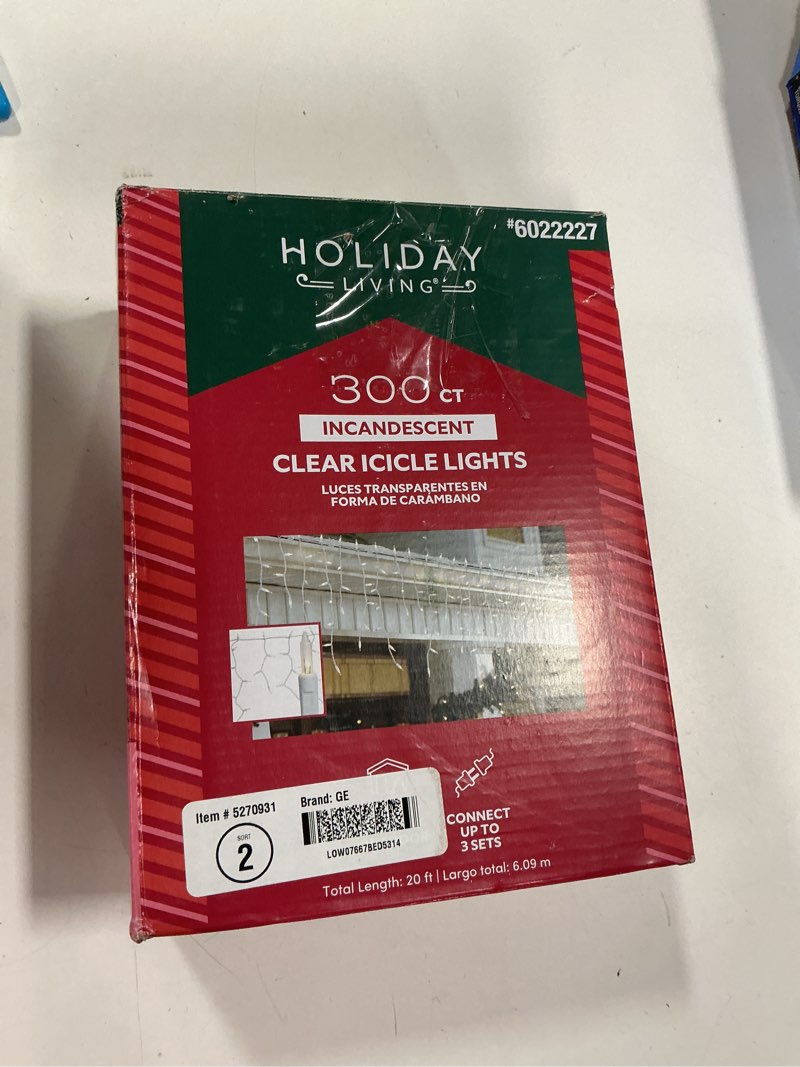 #6022227
HOLIDAY
LIVING®
300 CT
INCANDESCENT
CLEAR ICICLE LIGHTS
LUCES TRANSPARENTES EN
FORMA DE CARÁMBANO
Item # 5270931
Brand: GE
SORT
2
LOW07667BED5314
CONNECT
UP TO
3 SETS
Total Length: 20 ft | Largo total: 6.09 m